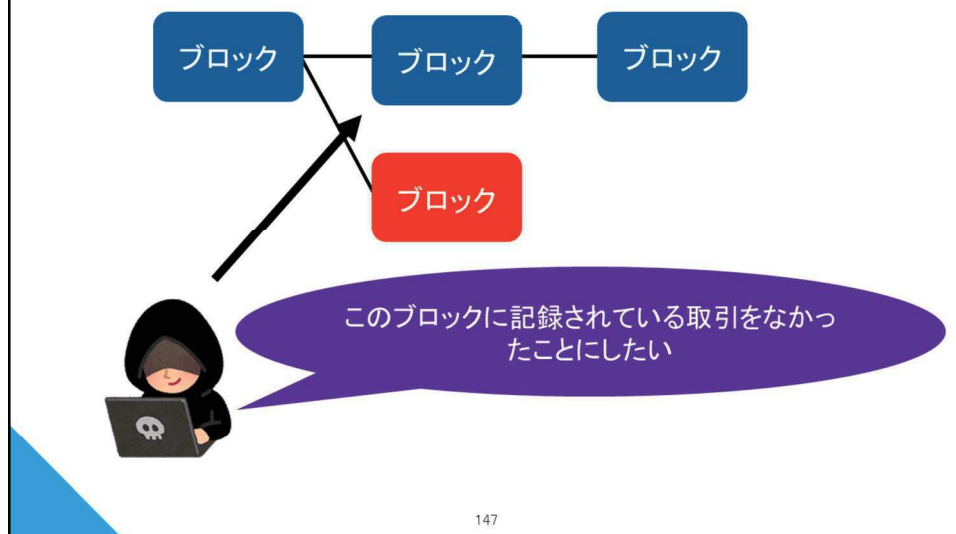 ブロック
ブロック
ブロック
ブロック
このブロックに記録されている取引をなかっ
たことにしたい
147